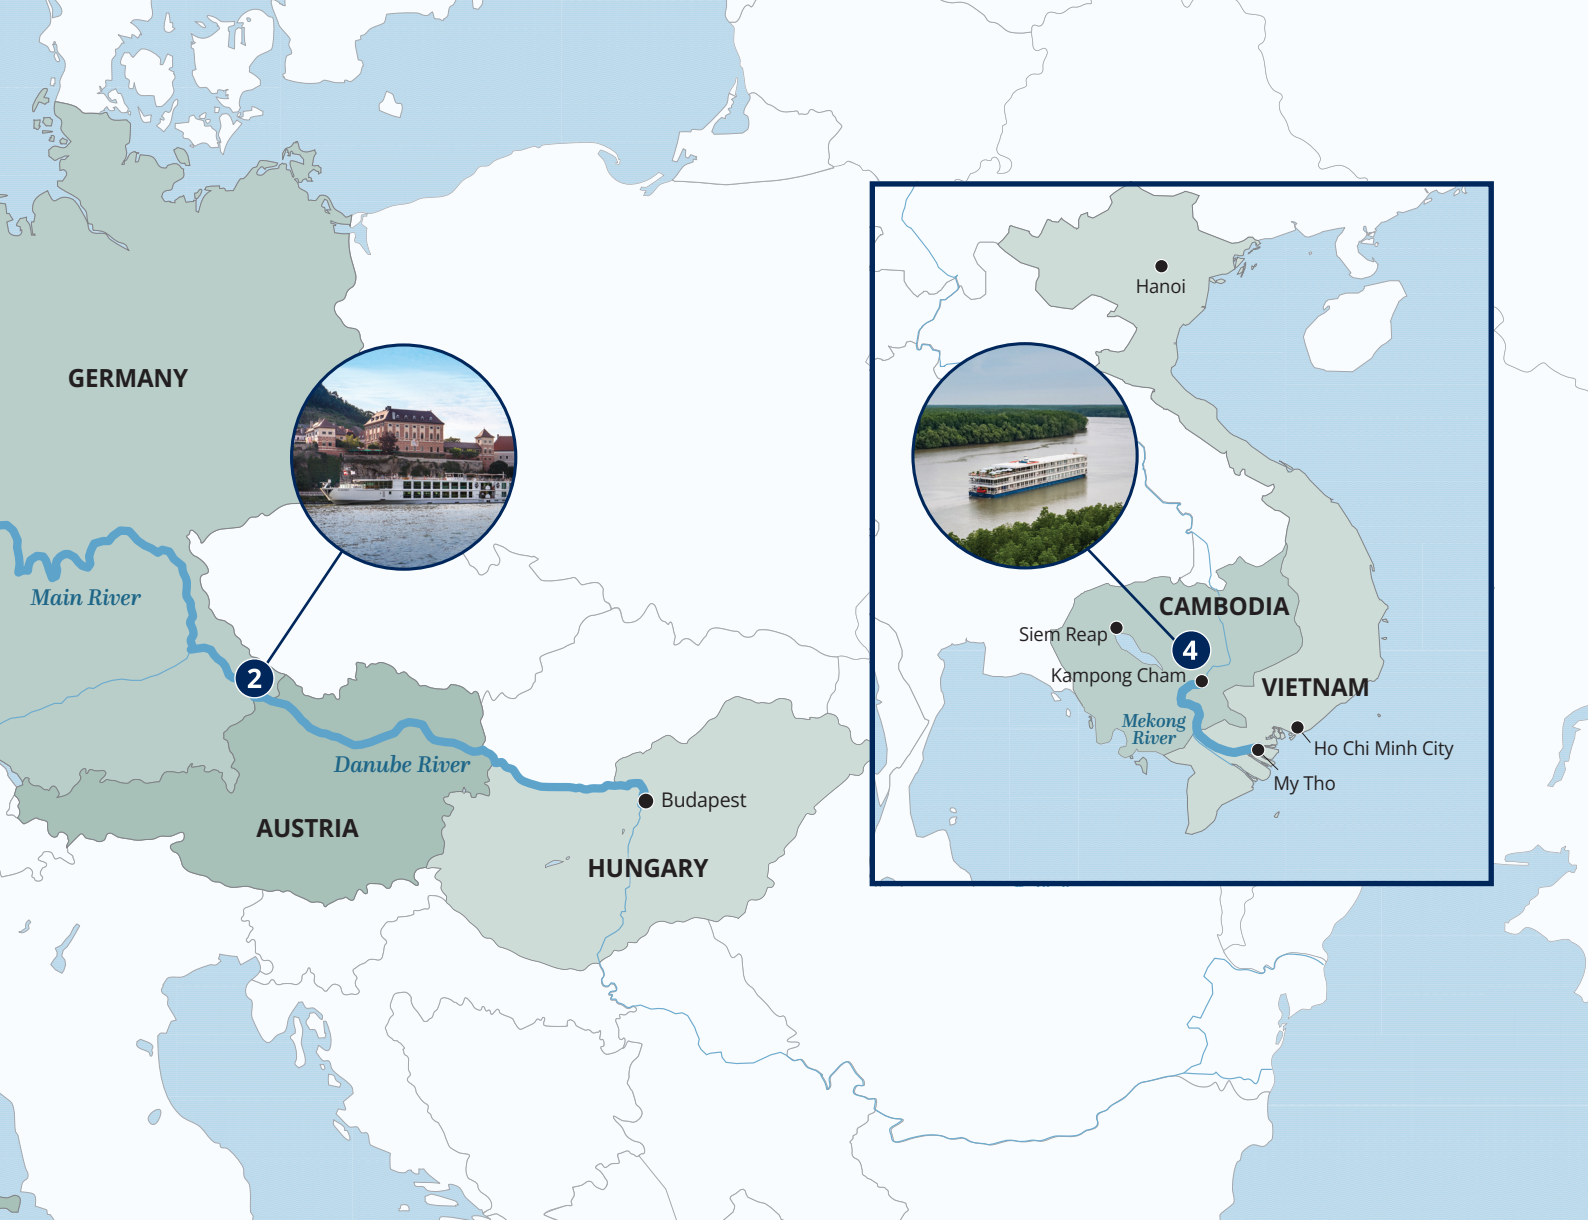 GERMANY
Main River
2
Danube River
AUSTRIA
Budapest
HUNGARY
Hanoi
CAMBODIA
Siem Reap
4
Kampong Cham
VIETNAM
Mekong
River
Ho Chi Minh City
My Tho